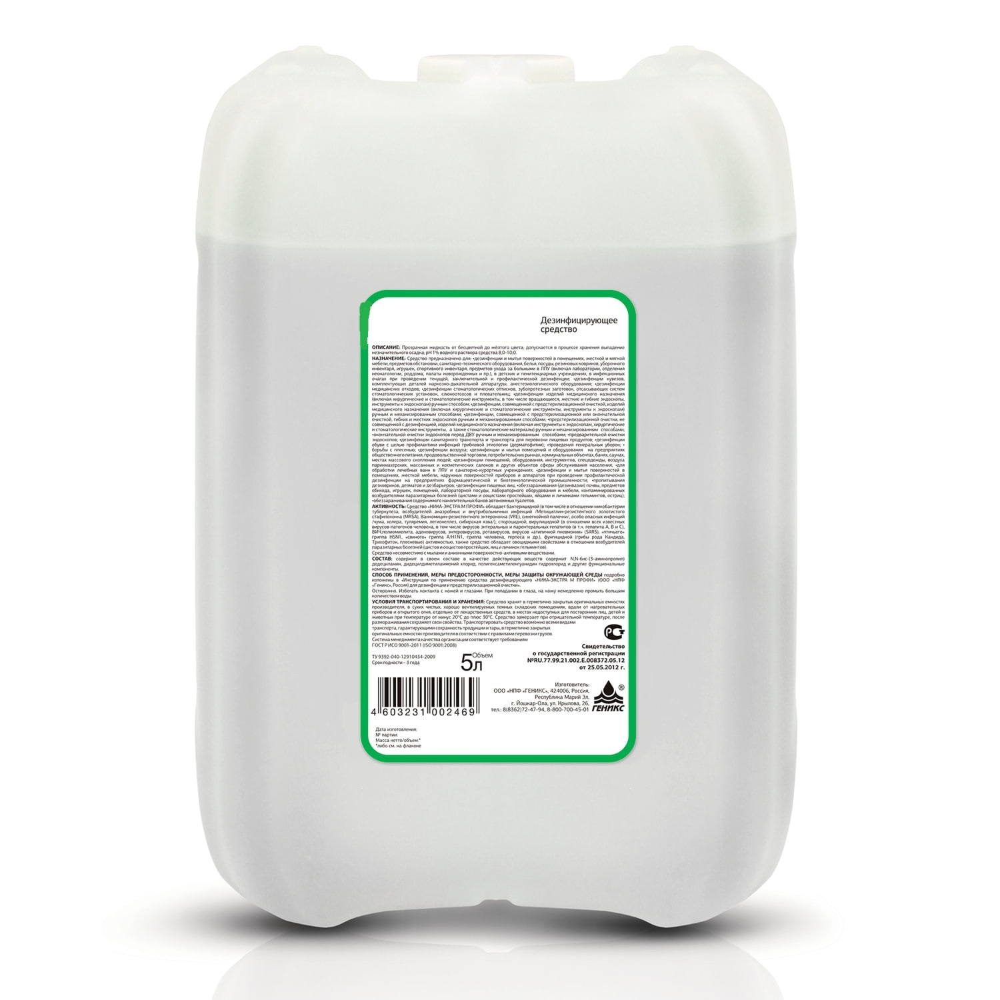 Дезинфицирующее
средство
ОПИСАНИЕ: Прозрачная жидкость от бесцветной до жёлтого цвета; допускается в процессе хранения выпадение
незначительного осадка; pH 1% водного раствора средства 8,0-10,0.
НАЗНАЧЕНИЕ: Средство предназначено для: •дезинфекции и мытья поверхностей в помещениях, жесткой и мягкой
мебели, предметов обстановки, санитарно-технического оборудования, белья, посуды, резиновых ковриков, уборочного
инвентаря, игрушек, спортивного инвентаря, предметов ухода за больными в ЛПУ (включая лаборатории, отделения
неонатологии, роддома, палаты новорожденных и пр.), в детских и пенитенциарных учреждениях, в инфекционных
очагах при проведении текущей, заключительной и профилактической дезинфекции; •дезинфекции кувезов,
комплектующих деталей наркозно-дыхательной аппаратуры, анестезиологического оборудования; •дезинфекции
медицинских отходов; •дезинфекции стоматологических оттисков, зубопротезных заготовок, отсасывающих систем
стоматологических установок, слюноотсосов и плевательниц; •дезинфекции изделий медицинского назначения
(включая хирургические и стоматологические инструменты, в том числе вращающиеся, жесткие и гибкие эндоскопы,
инструменты к эндоскопам) ручным способом; •дезинфекции, совмещенной с предстерилизационной очисткой, изделий
медицинского назначения (включая хирургические и стоматологические инструменты, инструменты к эндоскопам)
ручным и механизированным способами; •дезинфекции, совмещенной с предстерилизационной или окончательной
очисткой, гибких и жестких эндоскопов ручным и механизированным способами; •предстерилизационной очистки, не
совмещенной с дезинфекцией, изделий медицинского назначения (включая инструменты к эндоскопам, хирургические
и стоматологические инструменты, а также стоматологические материалы) ручным и механизированным способами;
•окончательной очистки эндоскопов перед ДВУ ручным и механизированным способами; •предварительной очистки
эндоскопов; •дезинфекции санитарного транспорта и транспорта для перевозки пищевых продуктов; •дезинфекции
обуви с целью профилактики инфекций грибковой этиологии (дерматофитии); •проведения генеральных уборок; •
борьбы с плесенью; •дезинфекции воздуха; •дезинфекции и мытья помещений и оборудования на предприятиях
общественного питания, продовольственной торговли, потребительских рынках, коммунальных объектах, банях, саунах,
местах массового скопления людей; •дезинфекции помещений, оборудования, инструментов, спецодежды, воздуха
парикмахерских, массажных и косметических салонов и других объектов сферы обслуживания населения; •для
обработки лечебных ванн в ЛПУ и санаторно-курортных учреждениях; •дезинфекции и мытья поверхностей в
помещениях, жесткой мебели, наружных поверхностей приборов и аппаратов при проведении профилактической
дезинфекции на предприятиях фармацевтической и биотехнологической промышленности; •пропитывания
дезковриков, дезматов и дезбарьеров; •дезинфекции пищевых яиц; •обеззараживания (дезинвазии) почвы, предметов
обихода, игрушек, помещений, лабораторной посуды, лабораторного оборудования и мебели, контаминированных
возбудителями паразитарных болезней (цистами и ооцистами простейших, яйцами и личинками гельминтов, остриц);
•обеззараживания содержимого накопительных баков автономных туалетов.
АКТИВНОСТЬ: Средство «НИКА-ЭКСТРА М ПРОФИ» обладает бактерицидной (в том числе в отношении микобактерии
туберкулеза, возбудителей анаэробных и внутрибольничных инфекций /Метициллин-резистентного золотистого
стафилококка (MRSA), Ванкомицин-резистентного энтерококка (VRE), синегнойной палочки/, особо опасных инфекций
/чума, холера, туляремия, легионеллез, сибирская язва/), спороцидной, вирулицидной (в отношении всех известных
вирусов-патогенов человека, в том числе вирусов энтеральных и парентеральных гепатитов (в т.ч. гепатита А, В и С),
ВИЧ,полиомиелита, аденовирусов, энтеровирусов, ротавирусов, вирусов «атипичной пневмонии» (SARS), «птичьего»
гриппа H5N1, «свиного» гриппа A/H1N1, гриппа человека, герпеса и др.), фунгицидной (грибы рода Кандида,
Трихофитон, плесневые) активностью, также средство обладает овоцидными свойствами в отношении возбудителей
паразитарных болезней (цистов и ооцистов простейших, яиц и личинок гельминтов).
Средство несовместимо с мылами и анионными поверхностно-активными веществами.
СОСТАВ: содержит в своем составе в качестве действующих веществ содержит N,N-бис-(3-аминопропил)
додециламин, дидецилдиметиламмоний хлорид, полигексаметиленгуанидин гидрохлорид и другие функциональные
компоненты.
СПОСОБ ПРИМЕНЕНИЯ, МЕРЫ ПРЕДОСТОРОЖНОСТИ, МЕРЫ ЗАЩИТЫ ОКРУЖАЮЩЕЙ СРЕДЫ подробно
изложены в «Инструкции по применению средства дезинфицирующего «НИКА-ЭКСТРА М ПРОФИ» (ООО «НПФ
«Геникс», Россия) для дезинфекции и предстерилизационной очистки».
Осторожно. Избегать контакта с кожей и глазами. При попадании в глаза, на кожу немедленно промыть большим
количеством воды.
УСЛОВИЯ ТРАНСПОРТИРОВАНИЯ И ХРАНЕНИЯ: Средство хранят в герметично закрытых оригинальных емкостях
производителя, в сухих чистых, хорошо вентилируемых темных складских помещениях, вдали от нагревательных
приборов и открытого огня, отдельно от лекарственных средств, в местах недоступных для посторонних лиц, детей и
животных при температуре от минус 20°С до плюс 30°С. Средство замерзает при отрицательной температуре, после
размораживания сохраняет свои свойства. Транспортировать средство возможно всеми видами
транспорта, гарантирующими сохранность продукции и тары, в герметично закрытых
оригинальных емкостях производителя в соответствии с правилами перевозки грузов.
Система менеджмента качества организации соответствует требованиям
ГОСТ Р ИСО 9001-2011 (ISO 9001:2008)
РСТ
Свидетельство
о государственной регистрации
№RU.77.99.21.002.E.008372.05.12
от 25.05.2012 г.
ТУ 9392-040-12910434-2009
Срок годности – 3 года
Объем
5л
4 603231 002469
Изготовитель:
ООО «НПФ «ГЕНИКС», 424006, Россия,
Республика Марий Эл,
г. Йошкар-Ола, ул. Крылова, 26,
тел.: 8(8362)72-47-94, 8-800-700-45-01
®
ГЕНИКС
Дата изготовления:
№ партии:
Масса нетто/объем:*
*либо см. на флаконе